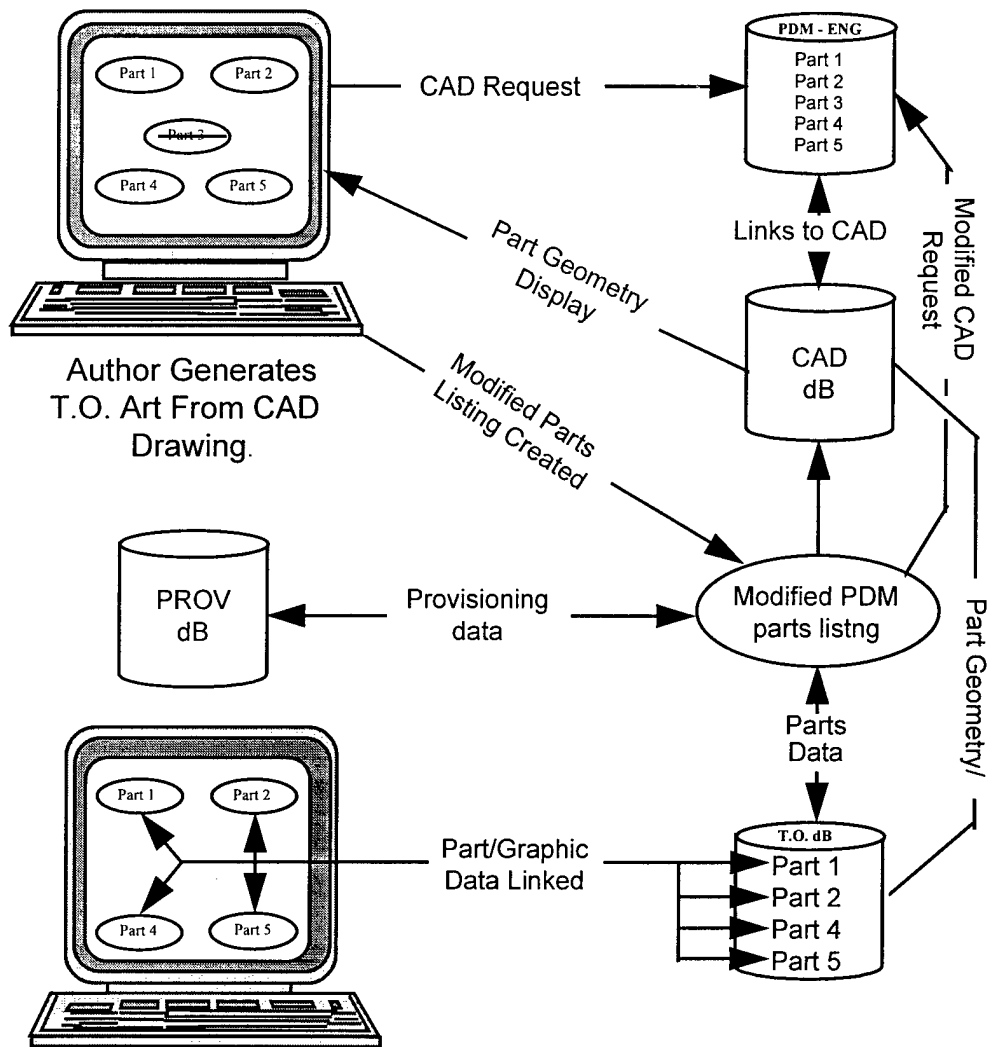 Part 1
Part 2
Part 3
Part 4
Part 5
CAD Request
PDM - ENG
Part 1
Part 2
Part 3
Part 4
Part 5
Links to CAD
Modified CAD
Request
Part Geometry
Display
CAD
dB
Author Generates
T.O. Art From CAD
Drawing.
Modified Parts
Listing Created
PROV
dB
Provisioning
data
Modified PDM
parts listng
Part Geometry/
Parts
Data
Part 1
Part 2
Part 4
Part 5
Part/Graphic
Data Linked
T.O. dB
Part 1
Part 2
Part 4
Part 5